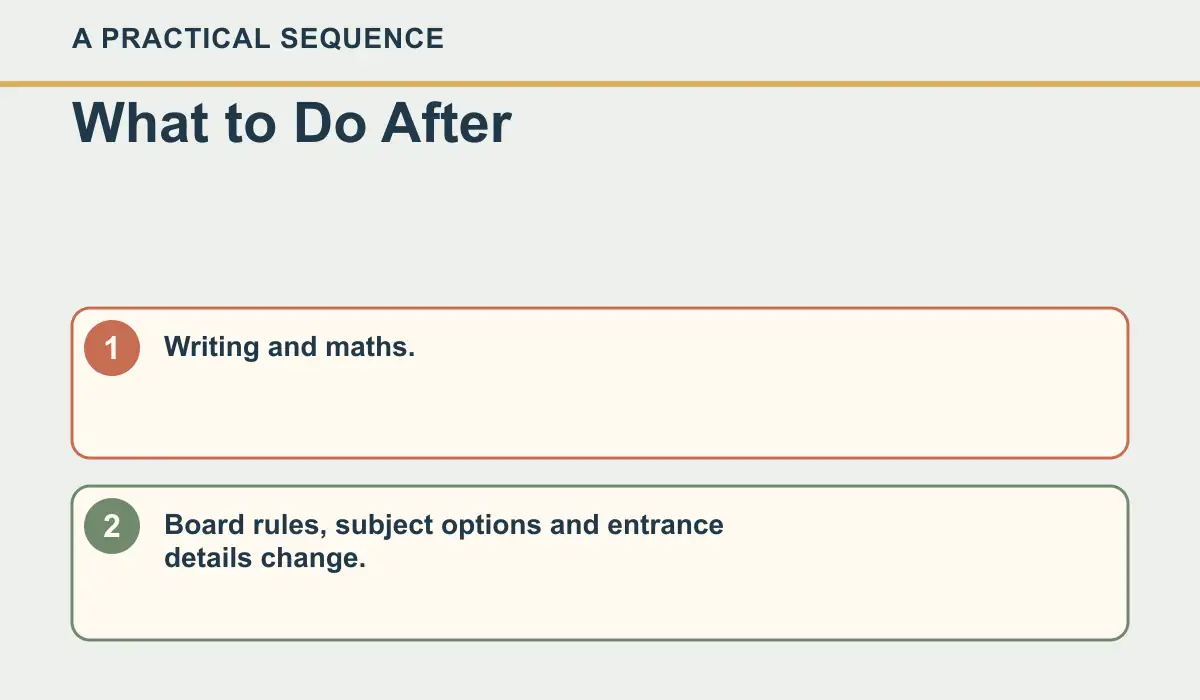 A PRACTICAL SEQUENCE
What to Do After
1
Writing and maths.
2
Board rules, subject options and entrance
details change.